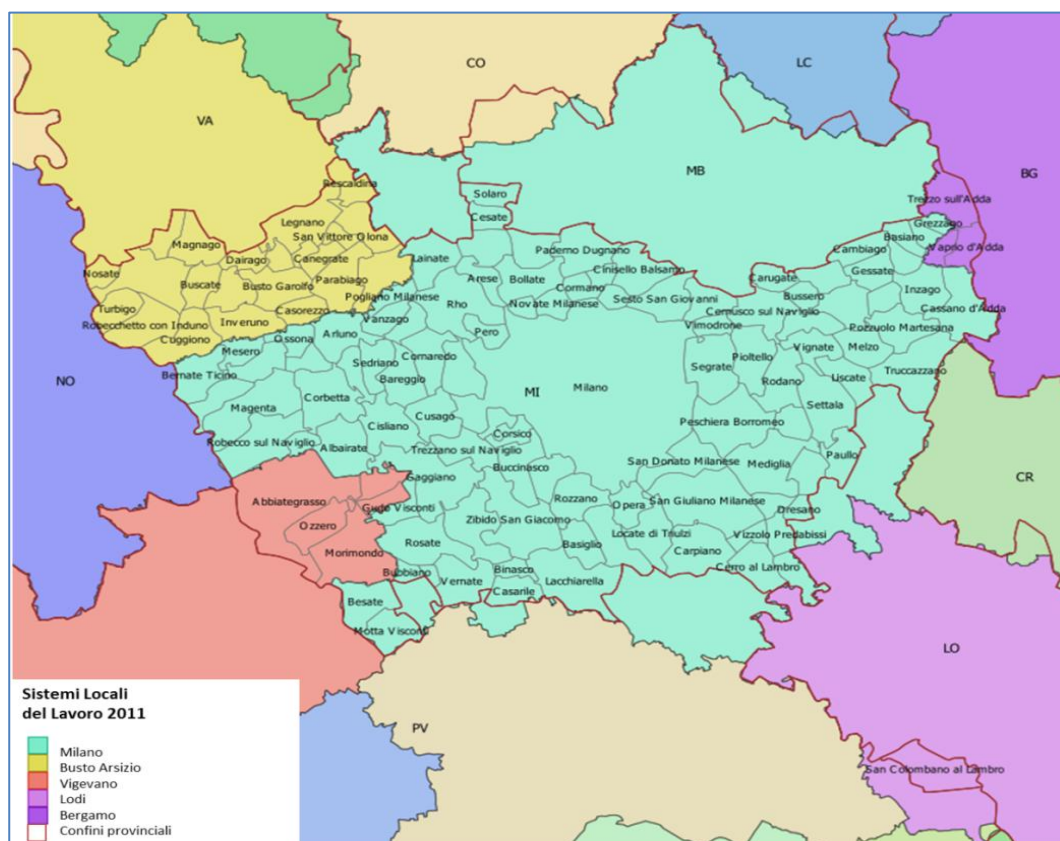 CO
LC
VA
MB
BG
Rescaldina
Solaro
Trezzo sull'Adda
Legnano
Cesate
Grezzago
San Vittore Olona
Basiano
Magnago
Paderno Dugnano
Cambiago
Vaprio d'Adda
Dairago
Canegrate
Lainate
Nosate
Parabiago
Arese
Bollate
Cinisello Balsamo
Carugate
Gessate
Buscate
Busto Garolfo
Cormano
Inzago
Pogliano Milanese
Rho
Novate Milanese
Sesto San Giovanni
Bussero
Turbigo
Casorezzo
Cernusco sul Naviglio
Cassano d'Adda
Robecchetto con Induno
Inveruno
Vanzago
Vimodrone
Pozzuolo Martesana
Cuggiono
Ossona
Arluno
Pero
Vignate
Melzo
Mesero
Cornaredo
Pioltello
Sedriano
Segrate
Truccazzano
Bernate Ticino
Bareggio
Liscate
NO
Milano
Rodano
Corbetta
MI
Magenta
Settala
Cusago
Cisliano
Peschiera Borromeo
Corsico
Robecco sul Naviglio
Albairate
Trezzano sul Naviglio
Paullo
San Donato Milanese
Mediglia
Buccinasco
Gaggiano
CR
Abbiategrasso
Rozzano
San Giuliano Milanese
Gudo Visconti
Opera
Dresano
Ozzero
Zibido San Giacomo
Locate di Triulzi
Vizzolo Predabissi
Rosate
Basiglio
Morimondo
Carpiano
Bubbiano
Binasco
Cerro al Lambro
Vernate
Lacchiarella
Casarile
Besate
Motta Visconti
LO
PV
San Colombano al Lambro
Sistemi Locali
del Lavoro 2011
Milano
Busto Arsizio
Vigevano
Lodi
Bergamo
Confini provinciali